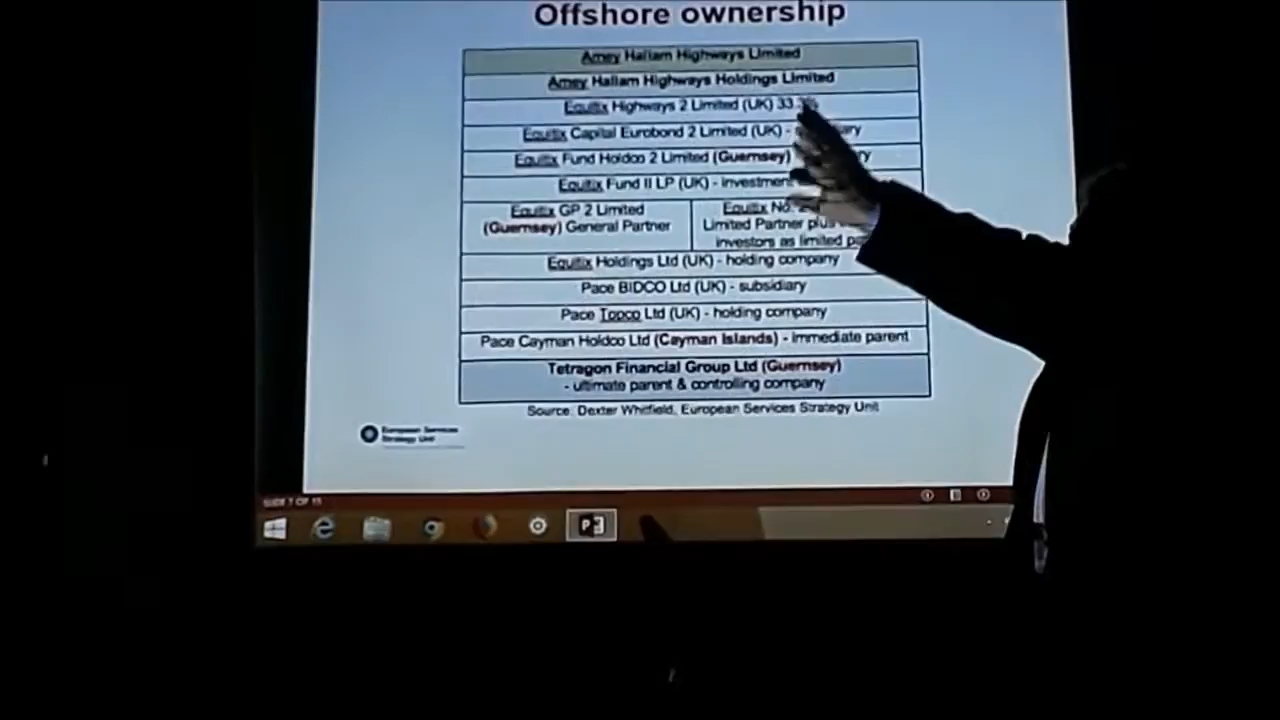 Offshore ownership
Amey Hallam Highways Limited
Amey Hallam Highways Holdings Limited
Equitix Highways 2 Limited (UK) 33.3%
Equitix Capital Eurobond 2 Limited (UK) -
Equitix Fund Holdco 2 Limited (Guernsey)
Equitix Fund II LP (UK) - investment
Equitix GP 2 Limited
(Guernsey) General Partner
Equitix No.
Limited Partner plus
investors as limited
Equitix Holdings Ltd (UK) - holding company
Pace BIDCO Ltd (UK) - subsidiary
Pace Topco Ltd (UK) - holding company
Pace Cayman Holdco Ltd (Cayman Islands) - immediate parent
Tetragon Financial Group Ltd (Guernsey)
- ultimate parent & controlling company
Source: Dexter Whitfield, European Services Strategy Unit
European Services
Strategy Unit
SLIDE 7 OF 15